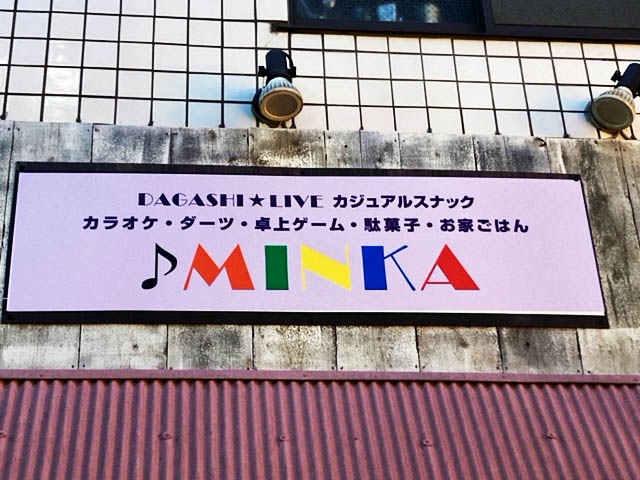 DAGASHI★LIVE カジュアルスナック
カラオケ・ダーツ・卓上ゲーム・駄菓子・お家ごはん
♪MINKA